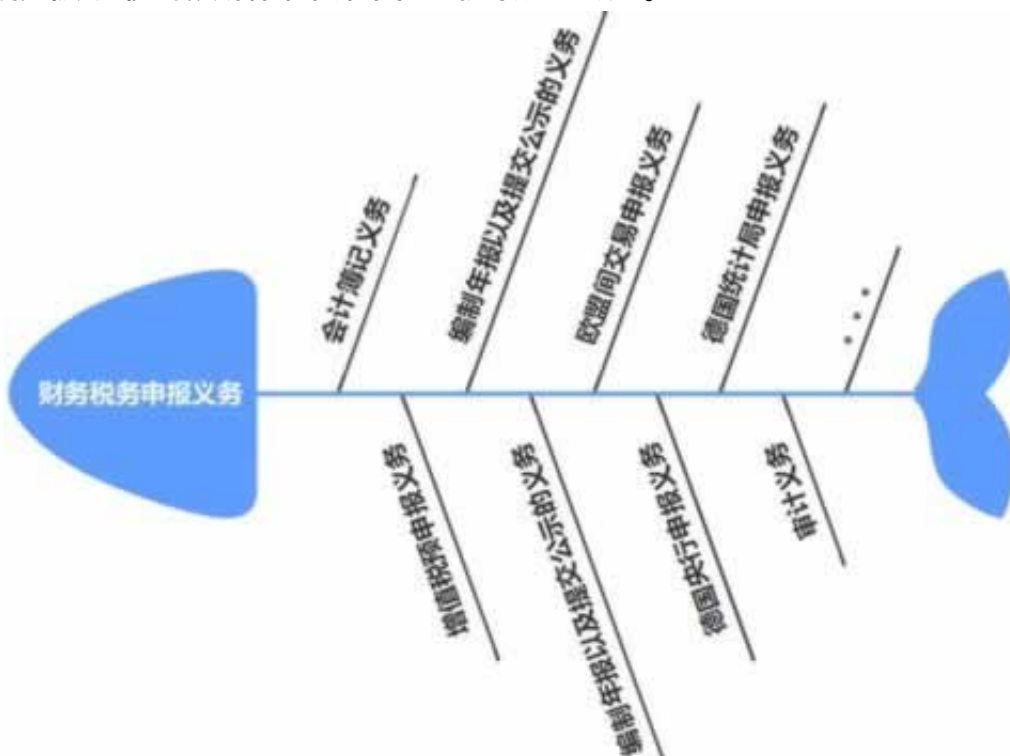 财务税务申报义务
会计簿记义务
编制年报以及提交公示的义务
欧盟间交易申报义务
德国统计局申报义务
...
增值税预申报义务
编制年报以及提交公示的义务
德国央行申报义务
审计义务